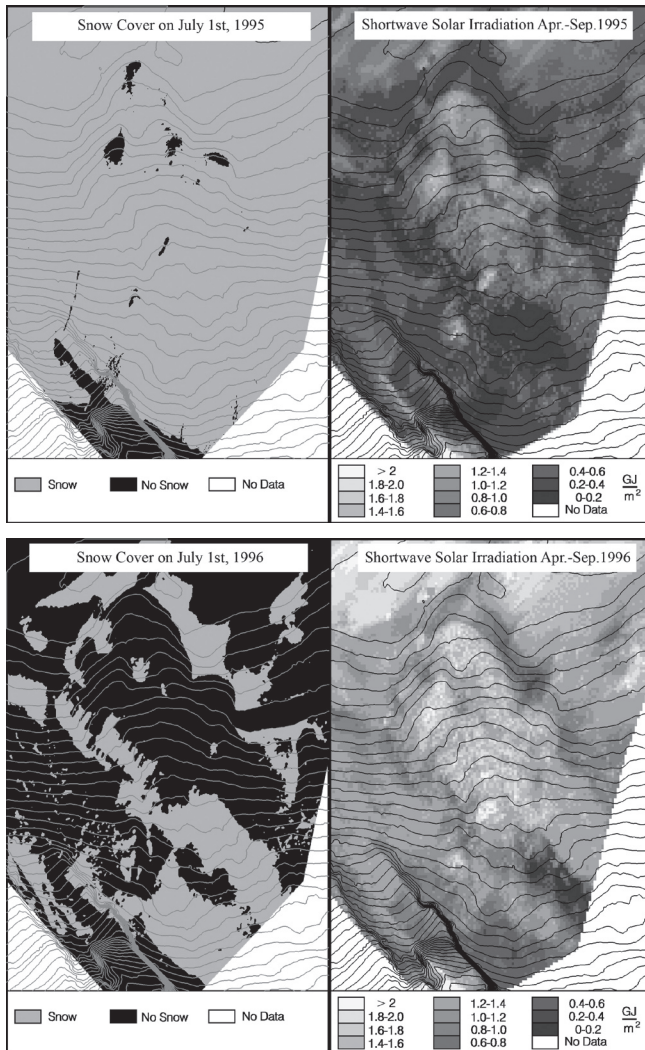 Snow Cover on July 1st, 1995
Shortwave Solar Irradiation Apr.-Sep.1995
Snow No Snow No Data
> 2
1.8-2.0
1.6-1.8
1.4-1.6
1.2-1.4
1.0-1.2
0.8-1.0
0.6-0.8
0.4-0.6
0.2-0.4
0-0.2
No Data
GJ
m²
Snow Cover on July 1st, 1996
Shortwave Solar Irradiation Apr.-Sep.1996
Snow No Snow No Data
> 2
1.8-2.0
1.6-1.8
1.4-1.6
1.2-1.4
1.0-1.2
0.8-1.0
0.6-0.8
0.4-0.6
0.2-0.4
0-0.2
No Data
GJ
m²